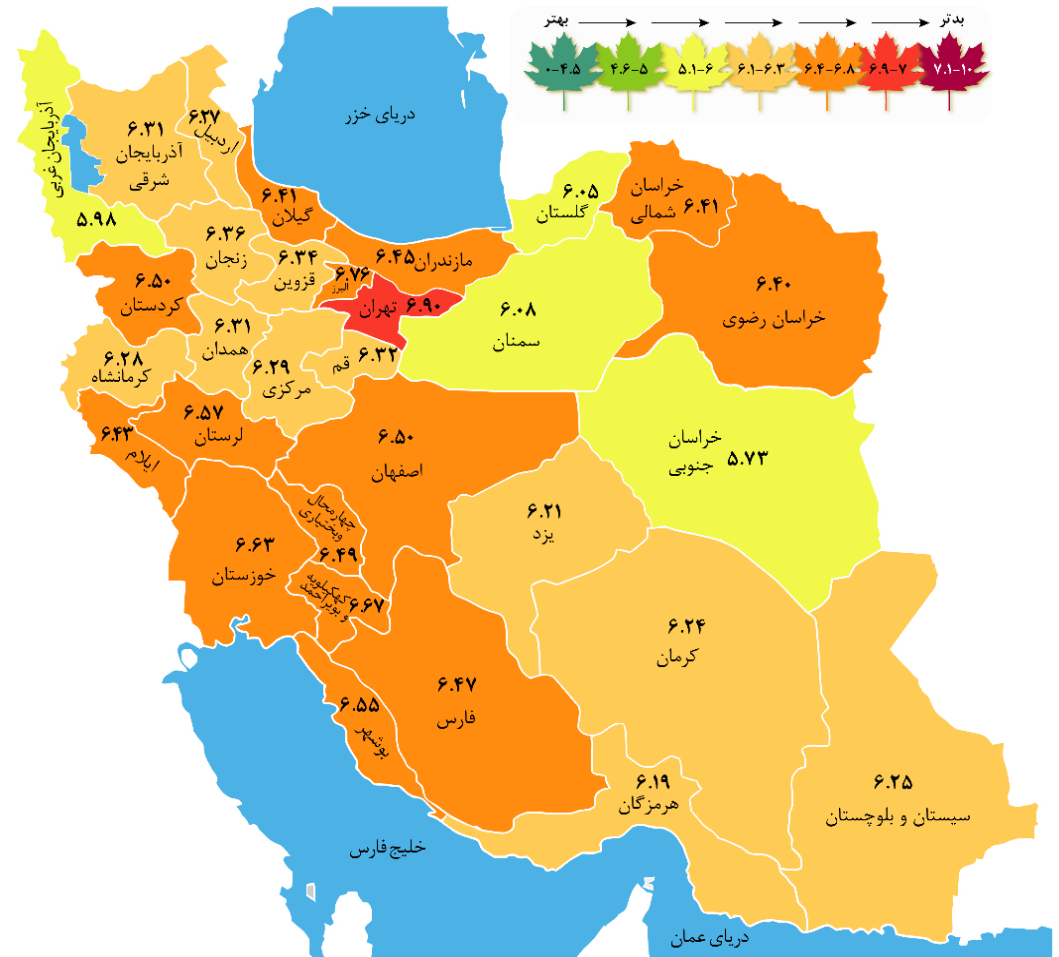 بهتر
بدتر
۰-۴.۵
۴.۶-۵
۵.۱-۶
۶.۱-۶.۳
۶.۴-۶.۸
۶.۹-۷
۷.۱-۱۰
دریای خزر
آذربایجان غربی
۵.۹۸
۶.۳۱
آذربایجان
شرقی
۶.۲۷
اردبیل
۶.۴۱
گیلان
۶.۰۵
گلستان
خراسان
شمالی
۶.۴۱
۶.۳۶
زنجان
۶.۳۴
قزوین
۶.۴۵
مازندران
۶.۷۶
البرز
تهران
۶.۹۰
۶.۰۸
سمنان
۶.۴۰
خراسان رضوی
۶.۵۰
کردستان
۶.۳۱
همدان
۶.۲۸
کرمانشاه
۶.۲۹
مرکزی
قم
۶.۳۲
۶.۵۷
لرستان
۶.۴۳
ایلام
۶.۵۰
اصفهان
خراسان
جنوبی
۵.۷۳
چهارمحال
وبختیاری
۶.۴۹
۶.۲۱
یزد
۶.۶۳
خوزستان
کهکیلویه
و بویراحمد
۶.۶۷
۶.۲۴
کرمان
۶.۴۷
فارس
۶.۵۵
بوشهر
۶.۱۹
هرمزگان
۶.۲۵
سیستان و بلوچستان
خلیج فارس
دریای عمان